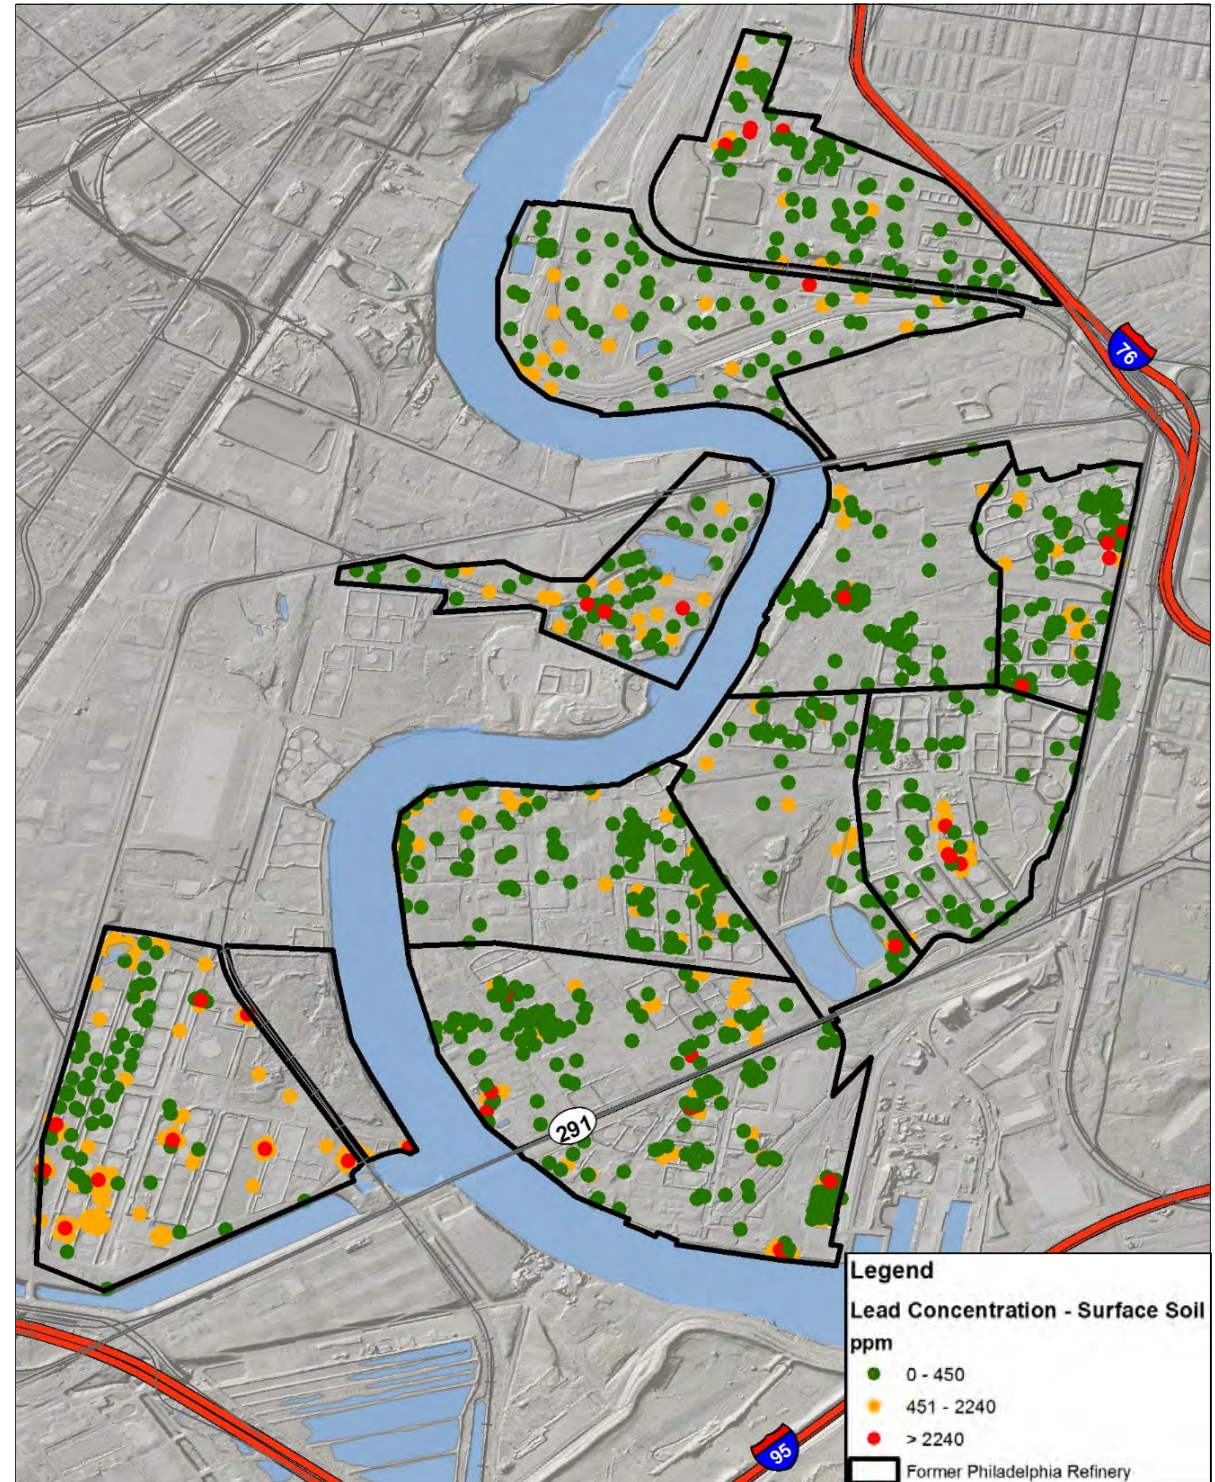 76
291
95
Legend
Lead Concentration - Surface Soil
ppm
0 - 450
451 - 2240
> 2240
Former Philadelphia Refinery